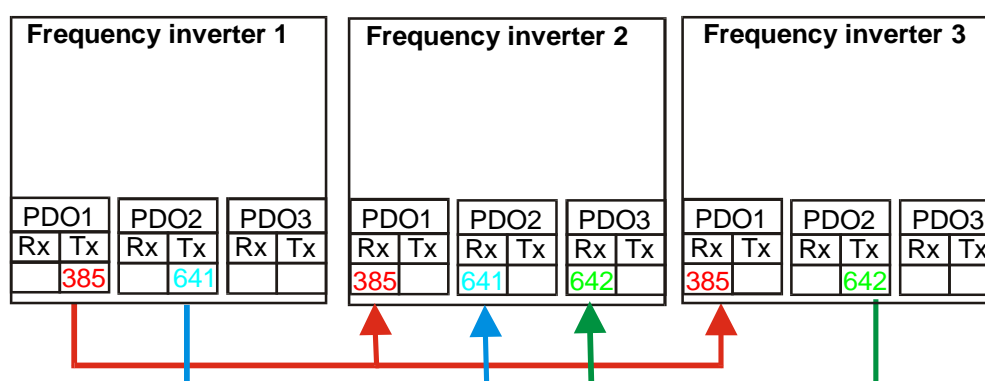 Frequency inverter 1 Frequency inverter 2 Frequency inverter 3
PDO1 PDO2 PDO3 PDO1 PDO2 PDO3 PDO1 PDO2 PDO3
Rx Tx Rx Tx Rx Tx Rx Tx Rx Tx Rx Tx Rx Tx Rx Tx Rx Tx
385 641 385 641 642 385 642